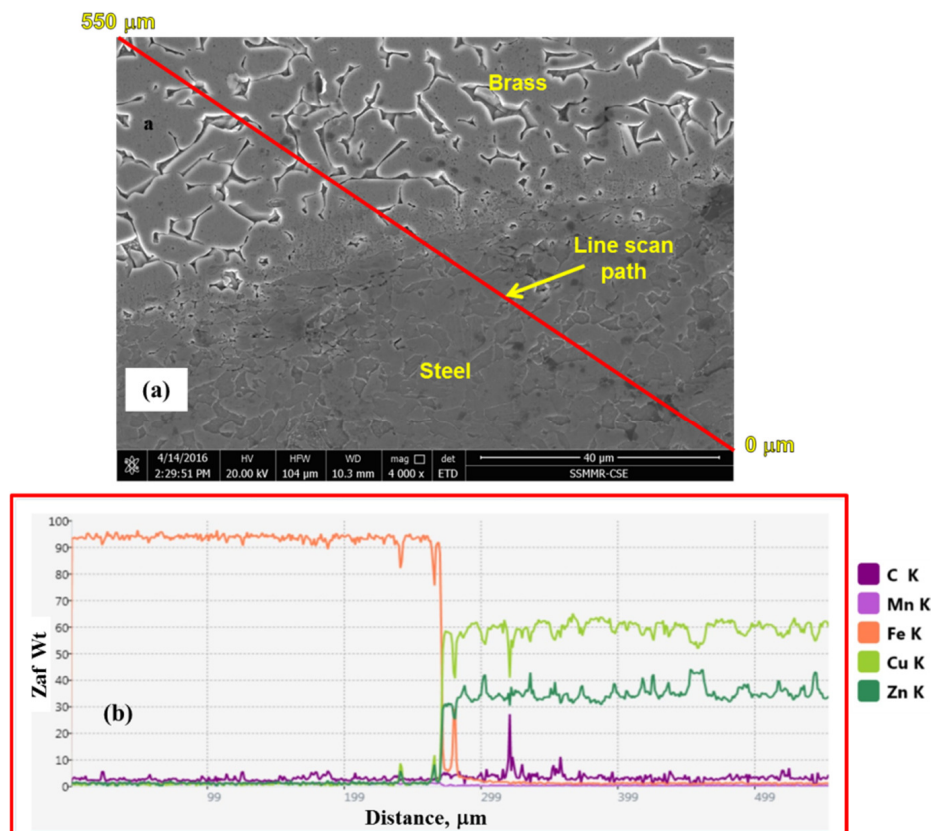 550 μm
Brass
a
Line scan
path
Steel
(a)
0 μm
4/14/2016
2:29:51 PM
HV
20.00 kV
HFW
104 μm
WD
10.3 mm
mag
4 000 x
det
ETD
40 μm
SSMMR-CSE
100
90
80
70
60
50
40
30
20
10
0
Zaf Wt
(b)
99
199
299
399
499
Distance, μm
C K
Mn K
Fe K
Cu K
Zn K